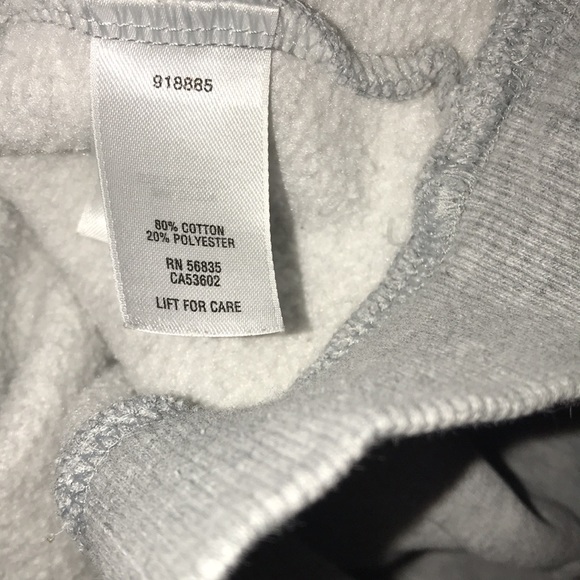 918885
80% COTTON
20% POLYESTER
RN 56835
CA53602
LIFT FOR CARE